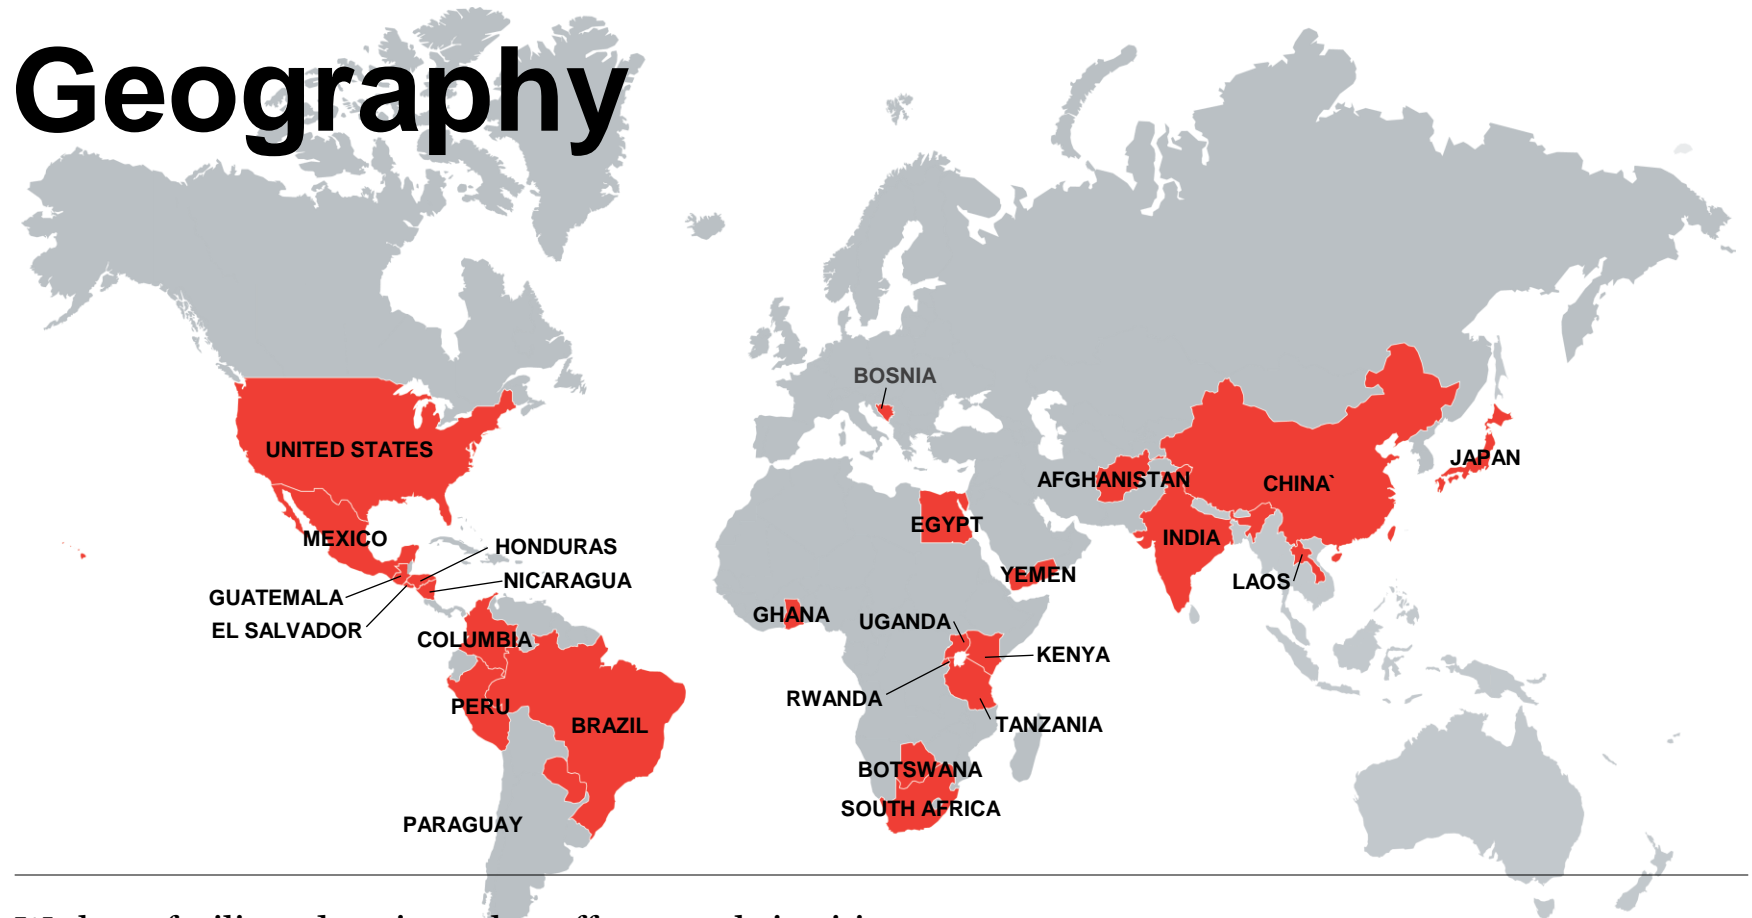 Geography
BOSNIA
UNITED STATES
AFGHANISTAN
JAPAN
CHINA`
EGYPT
MEXICO
INDIA
HONDURAS
YEMEN
NICARAGUA
LAOS
GUATEMALA
GHANA
UGANDA
EL SALVADOR
COLUMBIA
KENYA
RWANDA
PERU
TANZANIA
BRAZIL
BOTSWANA
SOUTH AFRICA
PARAGUAY